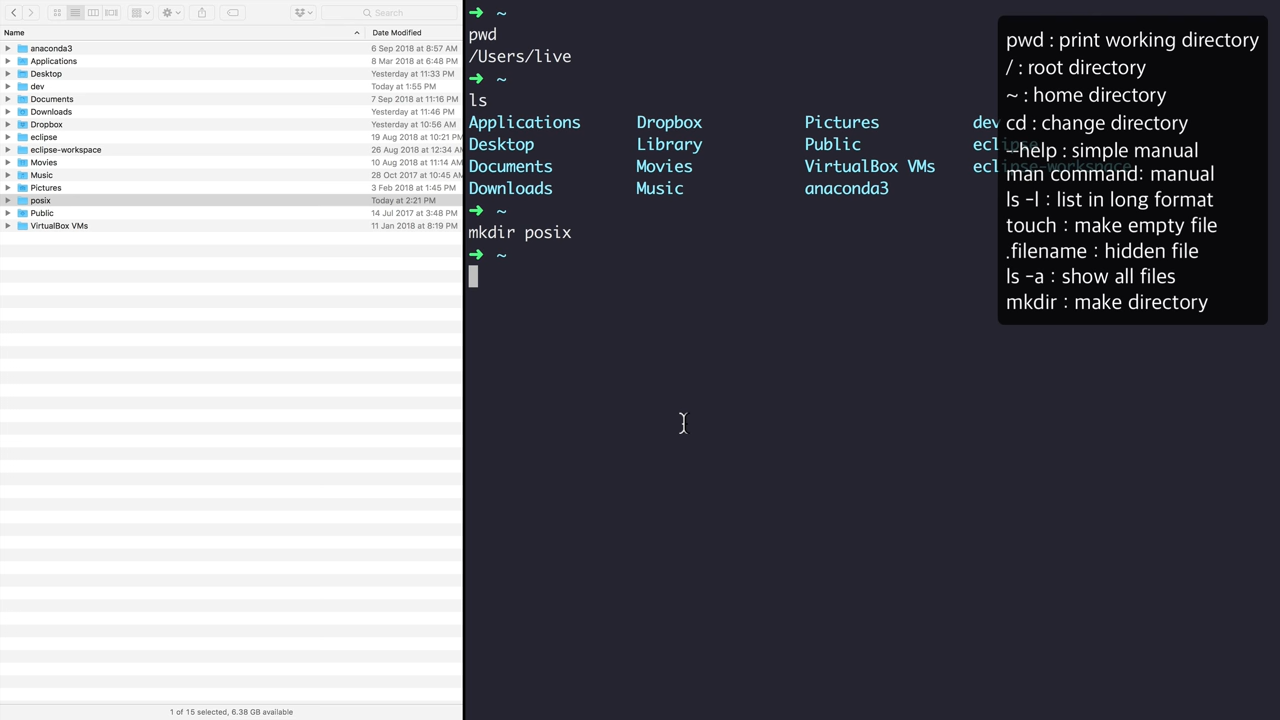 Search
Name Date Modified
anaconda3 6 Sep 2018 at 8:57 AM
Applications 8 Mar 2018 at 6:48 PM
Desktop Yesterday at 11:33 PM
dev Today at 1:55 PM
Documents 7 Sep 2018 at 11:16 PM
Downloads Yesterday at 11:46 PM
Dropbox Yesterday at 10:56 AM
eclipse 19 Aug 2018 at 10:21 PM
eclipse-workspace 26 Aug 2018 at 12:34 AM
Movies 10 Aug 2018 at 11:14 AM
Music 28 Oct 2017 at 10:45 AM
Pictures 3 Feb 2018 at 1:45 PM
posix Today at 2:21 PM
Public 14 Jul 2017 at 3:48 PM
VirtualBox VMs 11 Jan 2018 at 8:19 PM
1 of 15 selected, 6.38 GB available
➜ ~
pwd
/Users/live
➜ ~
ls
Applications Dropbox Pictures dev
Desktop Library Public eclipse
Documents Movies VirtualBox VMs eclipse-workspace
Downloads Music anaconda3
➜ ~
mkdir posix
➜ ~
pwd : print working directory
/ : root directory
~ : home directory
cd : change directory
--help : simple manual
man command: manual
ls -l : list in long format
touch : make empty file
.filename : hidden file
ls -a : show all files
mkdir : make directory